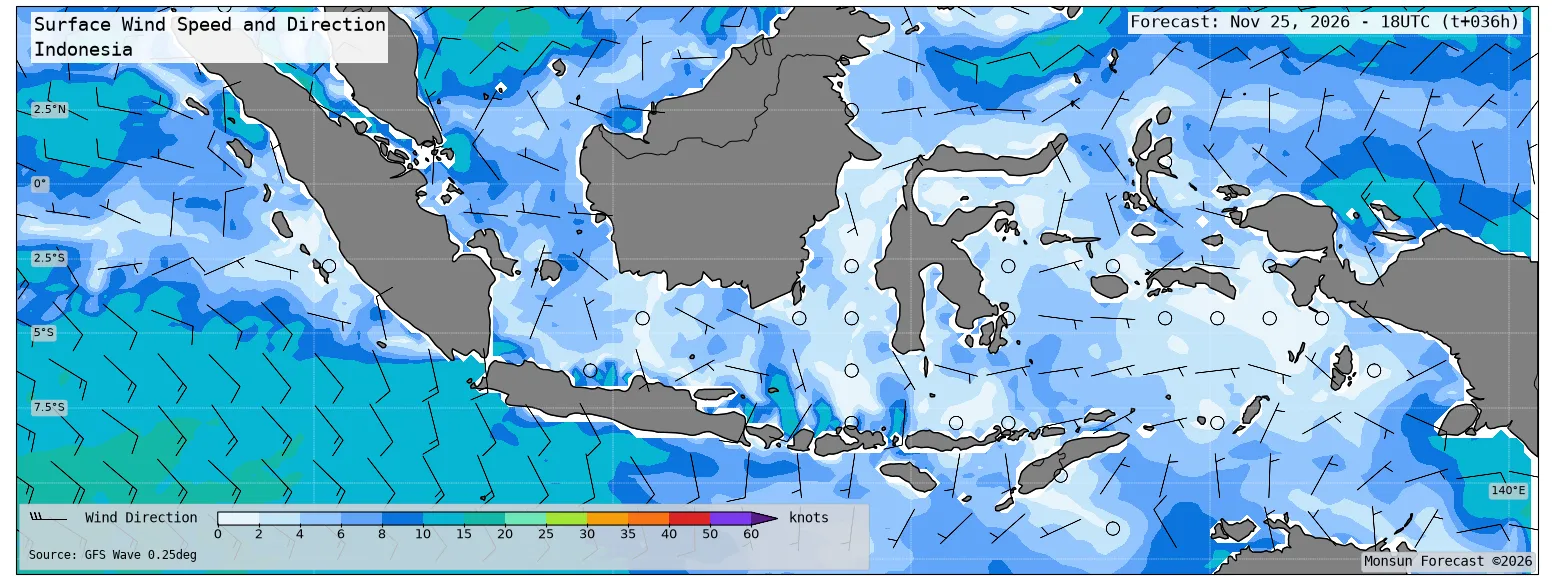 Surface Wind Speed and Direction
Indonesia
Forecast: Nov 25, 2026 - 18UTC (t+036h)
2.5°N
0°
2.5°S
5°S
7.5°S
140°E
Wind Direction
0 2 4 6 8 10 15 20 25 30 35 40 50 60
knots
Source: GFS Wave 0.25deg
Monsun Forecast ©2026